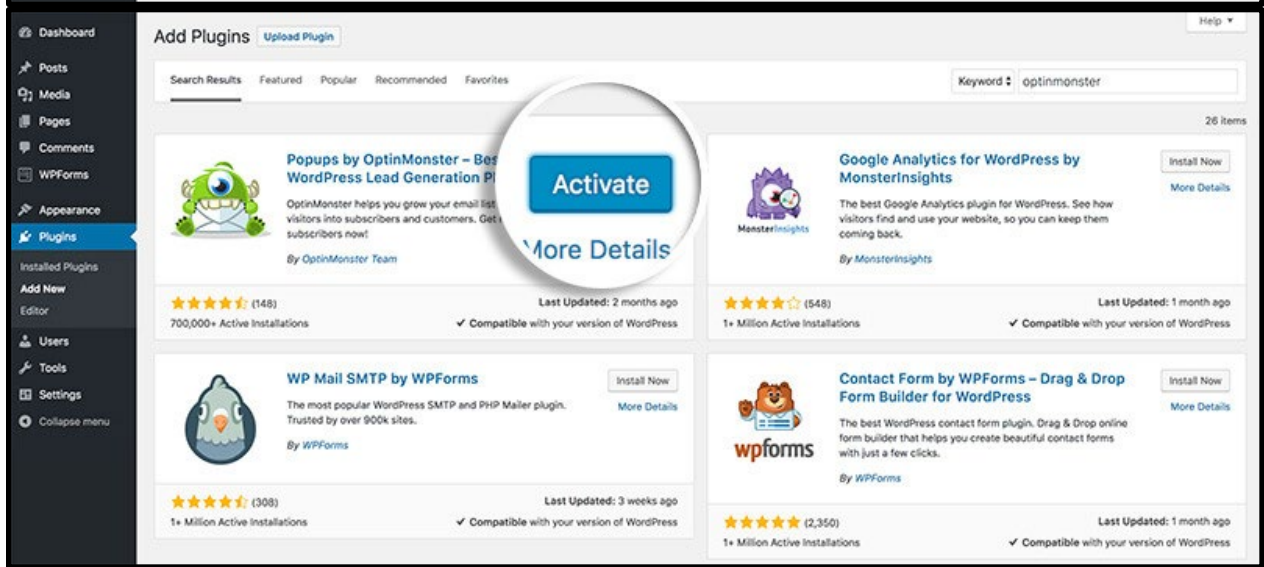 Dashboard
Posts
Media
Pages
Comments
WPForms
Appearance
Plugins
Installed Plugins
Add New
Editor
Users
Tools
Settings
Collapse menu
Help
Add Plugins Upload Plugin
Search Results Featured Popular Recommended Favorites
Keyword optinmonster
26 items
Popups by OptinMonster – Bes
WordPress Lead Generation Pl
OptinMonster helps you grow your email list
visitors into subscribers and customers. Get
subscribers now!
By OptinMonster Team
Activate
More Details
(148)
Last Updated: 2 months ago
700,000+ Active Installations
✓ Compatible with your version of WordPress
MonsterInsights
Google Analytics for WordPress by
MonsterInsights
The best Google Analytics plugin for WordPress. See how
visitors find and use your website, so you can keep them
coming back.
By MonsterInsights
Install Now
More Details
(548)
Last Updated: 1 month ago
1+ Million Active Installations
✓ Compatible with your version of WordPress
WP Mail SMTP by WPForms
The most popular WordPress SMTP and PHP Mailer plugin.
Trusted by over 900k sites.
By WPForms
Install Now
More Details
(308)
Last Updated: 3 weeks ago
1+ Million Active Installations
✓ Compatible with your version of WordPress
wpforms
Contact Form by WPForms – Drag & Drop
Form Builder for WordPress
The best WordPress contact form plugin. Drag & Drop online
form builder that helps you create beautiful contact forms
with just a few clicks.
By WPForms
Install Now
More Details
(2,350)
Last Updated: 1 month ago
1+ Million Active Installations
✓ Compatible with your version of WordPress